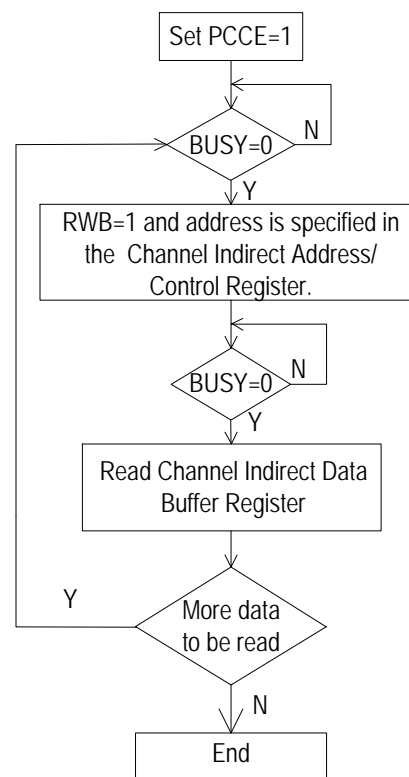 Set PCCE=1
BUSY=0
N
Y
RWB=1 and address is specified in
the Channel Indirect Address/
Control Register.
BUSY=0
N
Y
Read Channel Indirect Data
Buffer Register
Y
More data
to be read
N
End